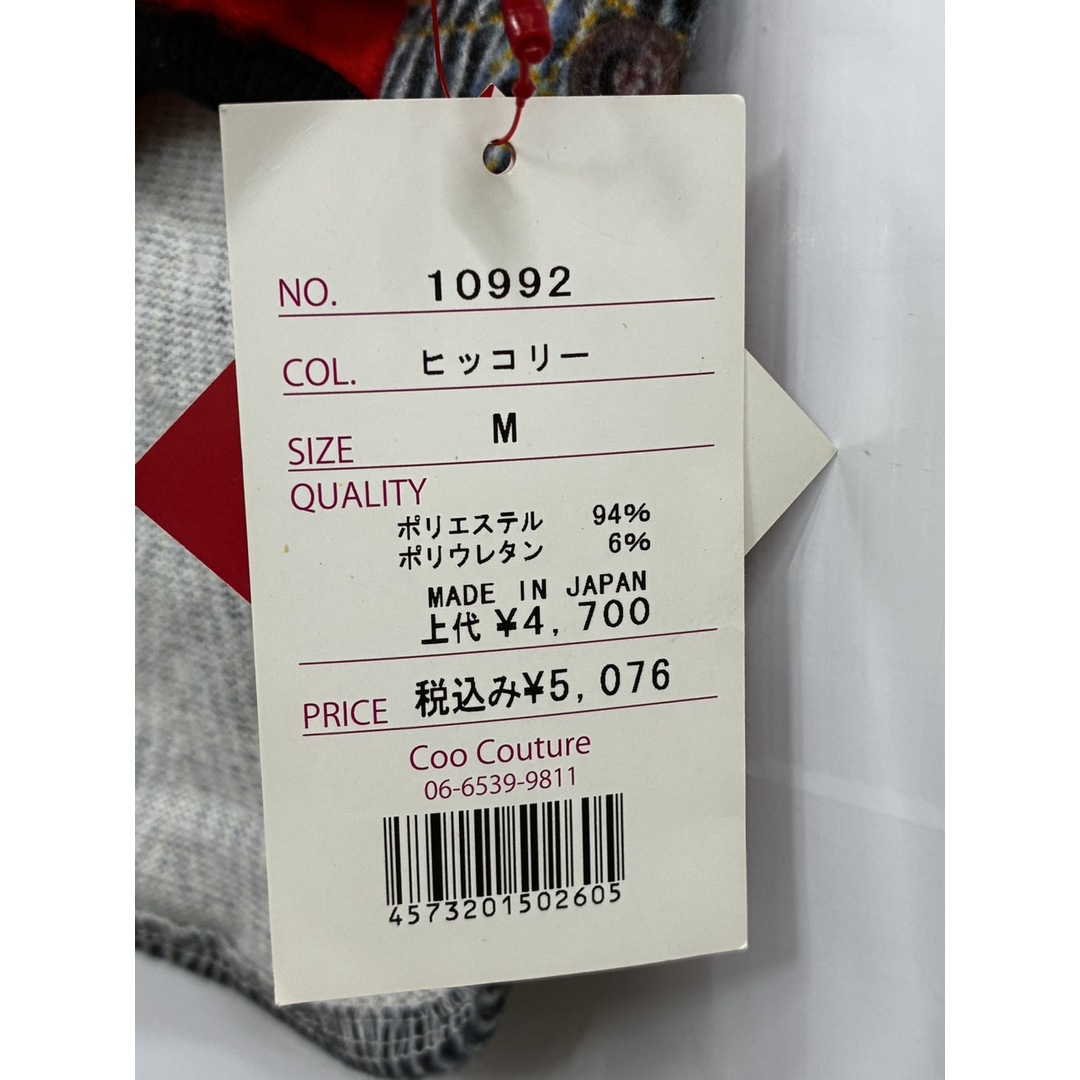 NO. 10992
COL. ヒッコリー
SIZE M
QUALITY
ポリエステル 94%
ポリウレタン 6%
MADE IN JAPAN
上代 ¥4,700
PRICE 税込み¥5,076
Coo Couture
06-6539-9811
4573201502605